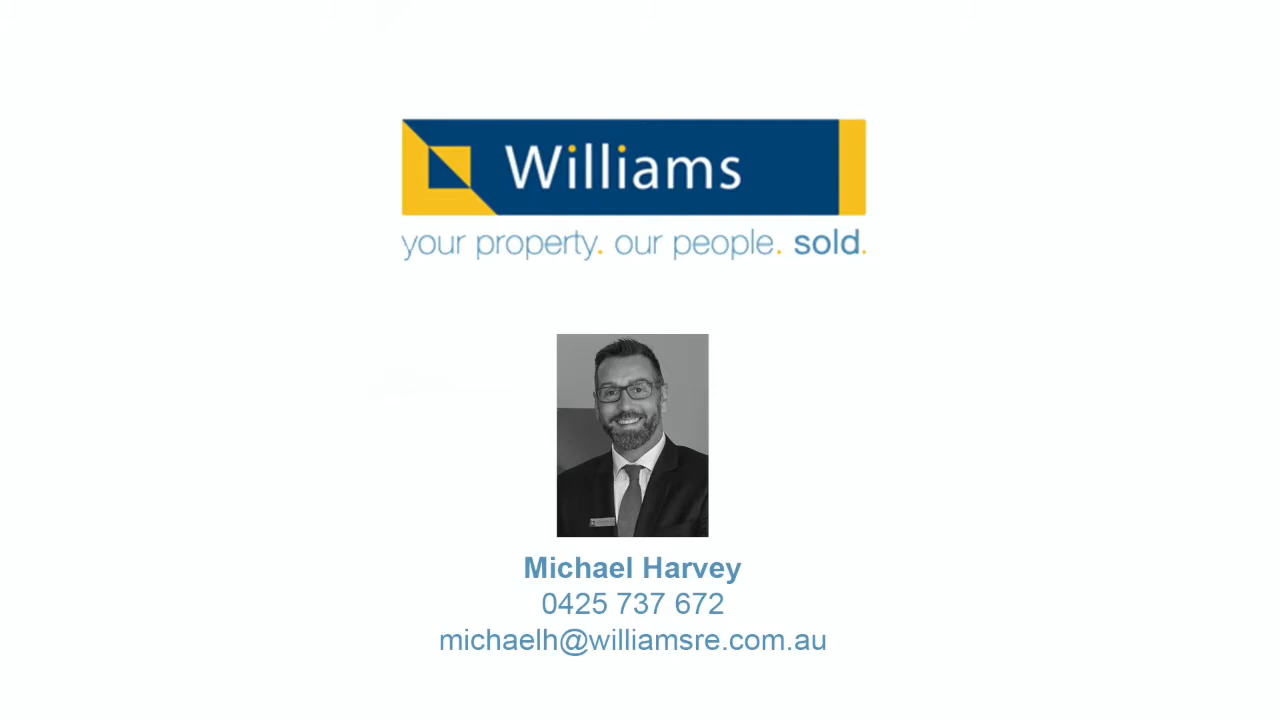 Williams
your property. our people. sold.
Michael Harvey
0425 737 672
michaelh@williamsre.com.au